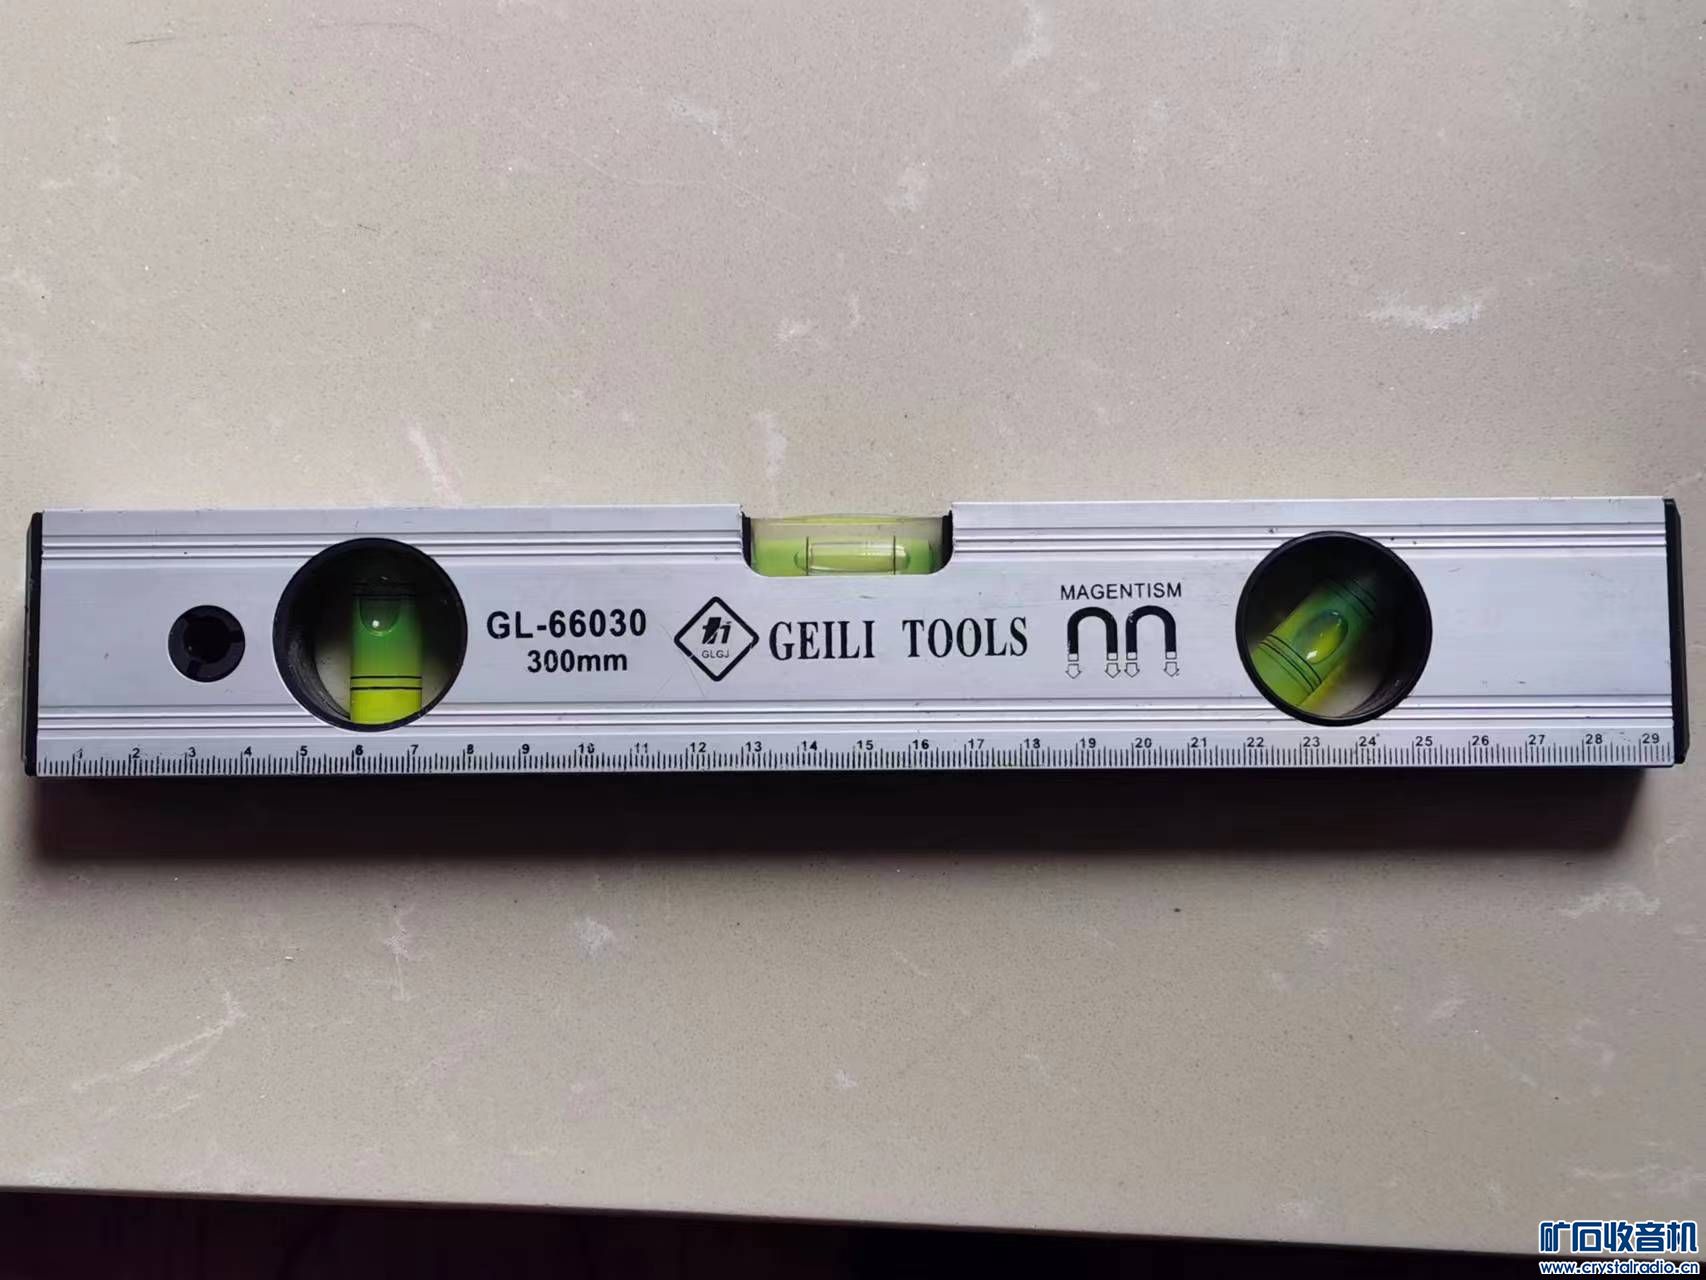 GL-66030
300mm
GLGJ
GEILI TOOLS
MAGENTISM
1 2 3 4 5 6 7 8 9 10 11 12 13 14 15 16 17 18 19 20 21 22 23 24 25 26 27 28 29
矿石收音机
www.crystalradio.cn